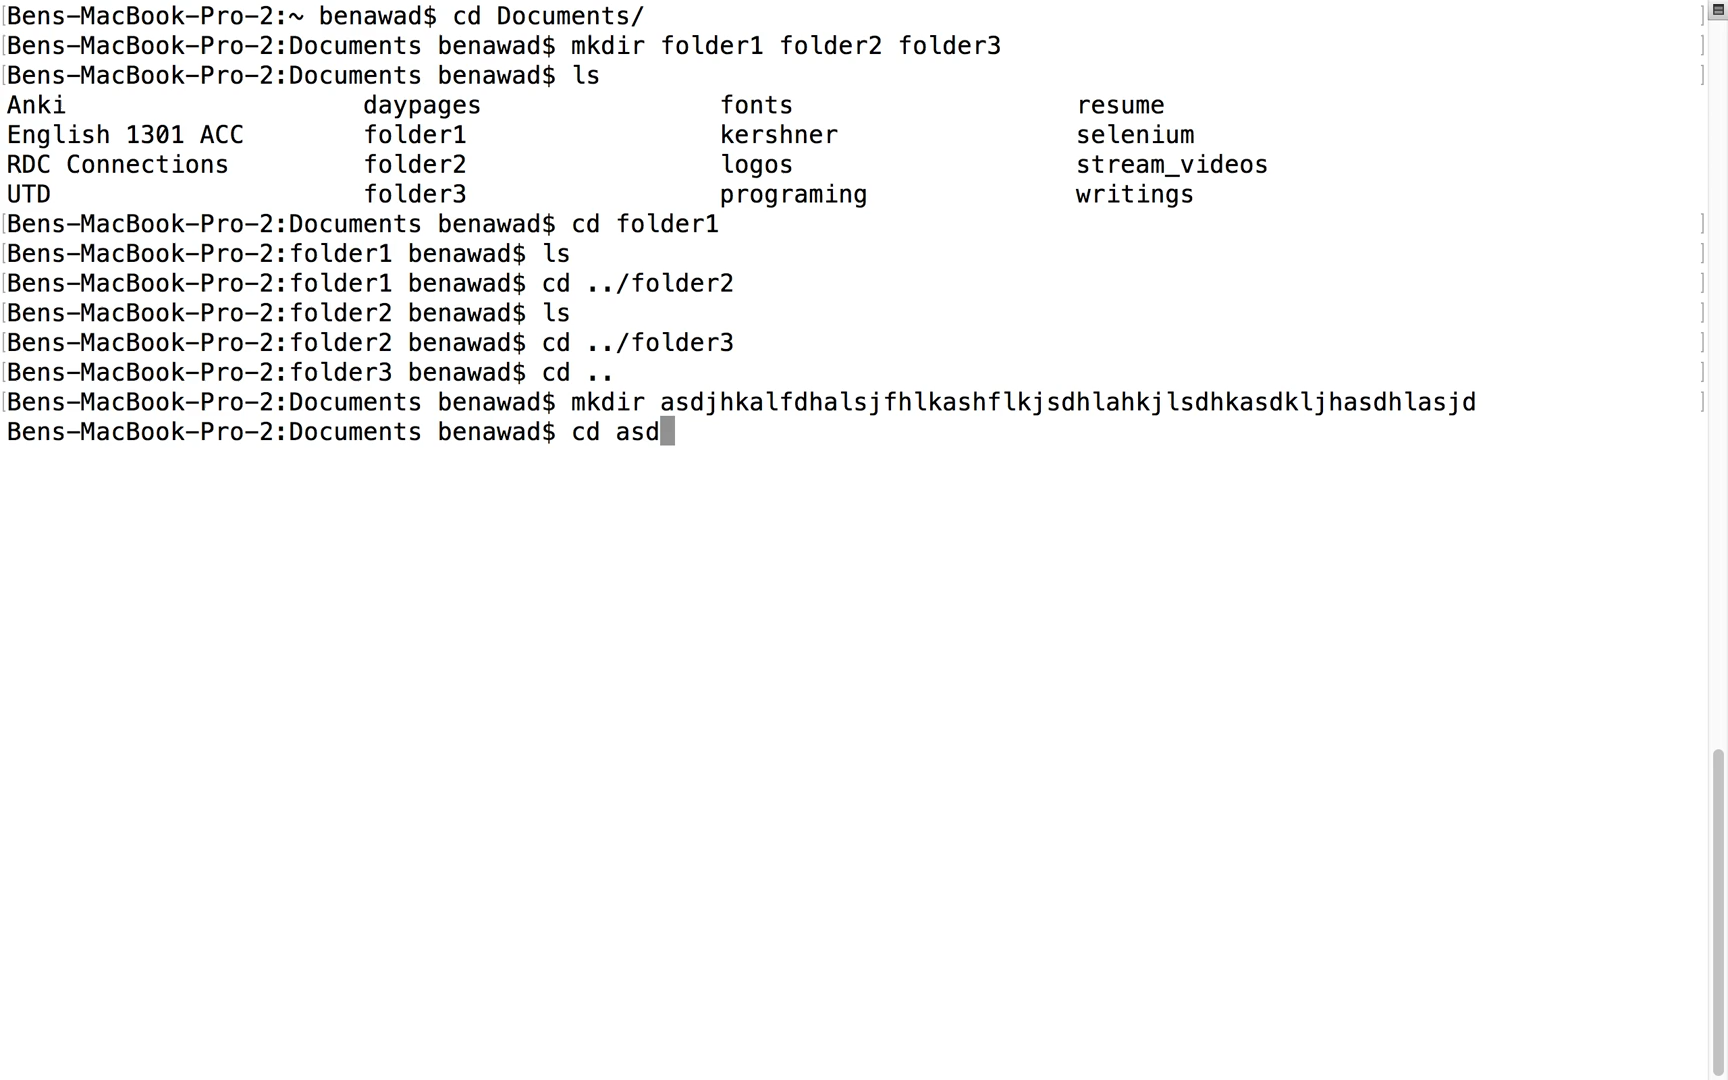 Bens-MacBook-Pro-2:~ benawad$ cd Documents/
Bens-MacBook-Pro-2:Documents benawad$ mkdir folder1 folder2 folder3
Bens-MacBook-Pro-2:Documents benawad$ ls
Anki daypages fonts resume
English 1301 ACC folder1 kershner selenium
RDC Connections folder2 logos stream_videos
UTD folder3 programing writings
Bens-MacBook-Pro-2:Documents benawad$ cd folder1
Bens-MacBook-Pro-2:folder1 benawad$ ls
Bens-MacBook-Pro-2:folder1 benawad$ cd ../folder2
Bens-MacBook-Pro-2:folder2 benawad$ ls
Bens-MacBook-Pro-2:folder2 benawad$ cd ../folder3
Bens-MacBook-Pro-2:folder3 benawad$ cd ..
Bens-MacBook-Pro-2:Documents benawad$ mkdir asdjhkalfdhalsjfhlkashflkjsdhlahkjlsdhkasdkljhasdhlasjd
Bens-MacBook-Pro-2:Documents benawad$ cd asd